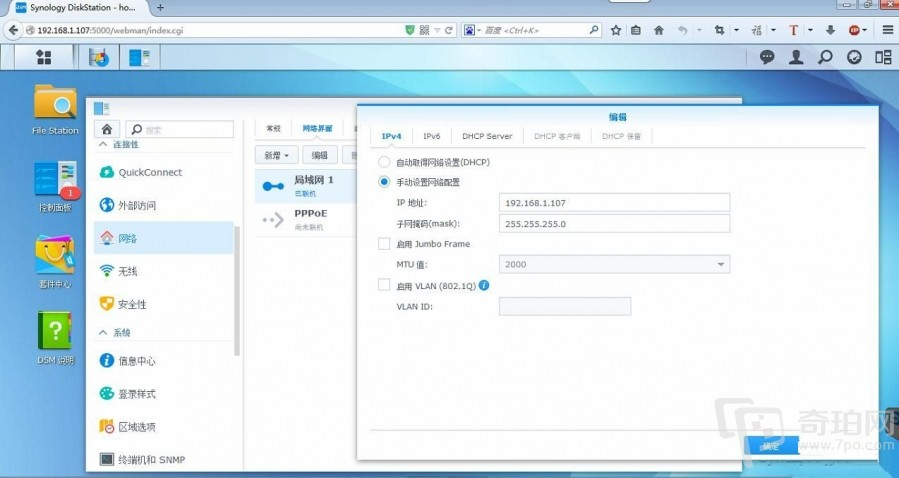 Synology DiskStation - ho...
192.168.1.107:5000/webman/index.cgi
百度 <Ctrl+K>
File Station
控制面板
1
套件中心
DSM 说明
搜索
连接性
QuickConnect
外部访问
网络
无线
安全性
系统
信息中心
登录样式
区域选项
终端机和 SNMP
常规
网络界面
新增
编辑
局域网 1
已联机
PPPoE
尚未联机
编辑
IPv4
IPv6
DHCP Server
DHCP 客户端
DHCP 保留
自动取得网络设置(DHCP)
手动设置网络配置
IP 地址:
192.168.1.107
子网掩码(mask):
255.255.255.0
启用 Jumbo Frame
MTU 值:
2000
启用 VLAN (802.1Q)
VLAN ID:
确定
奇珀网
www.7po.com